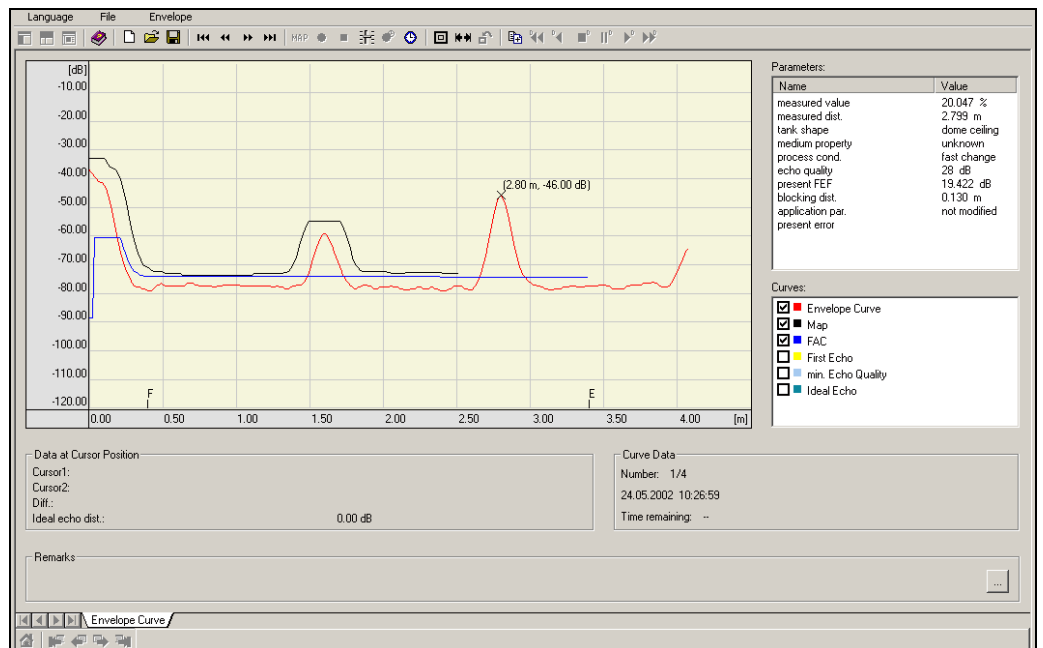 Language File Envelope
MAP
[dB]
-10.00
-20.00
-30.00
-40.00
-50.00
-60.00
-70.00
-80.00
-90.00
-100.00
-110.00
-120.00
(2.80 m, -46.00 dB)
F
E
0.00 0.50 1.00 1.50 2.00 2.50 3.00 3.50 4.00 [m]
Parameters:
Name Value
measured value 20.047 %
measured dist. 2.799 m
tank shape dome ceiling
medium property unknown
process cond. fast change
echo quality 28 dB
present FEF 19.422 dB
blocking dist. 0.130 m
application par. not modified
present error
Curves:
Envelope Curve
Map
FAC
First Echo
min. Echo Quality
Ideal Echo
Data at Cursor Position
Cursor1:
Cursor2:
Diff.:
Ideal echo dist.: 0.00 dB
Curve Data
Number: 1/4
24.05.2002 10:26:59
Time remaining: --
Remarks
...
Envelope Curve